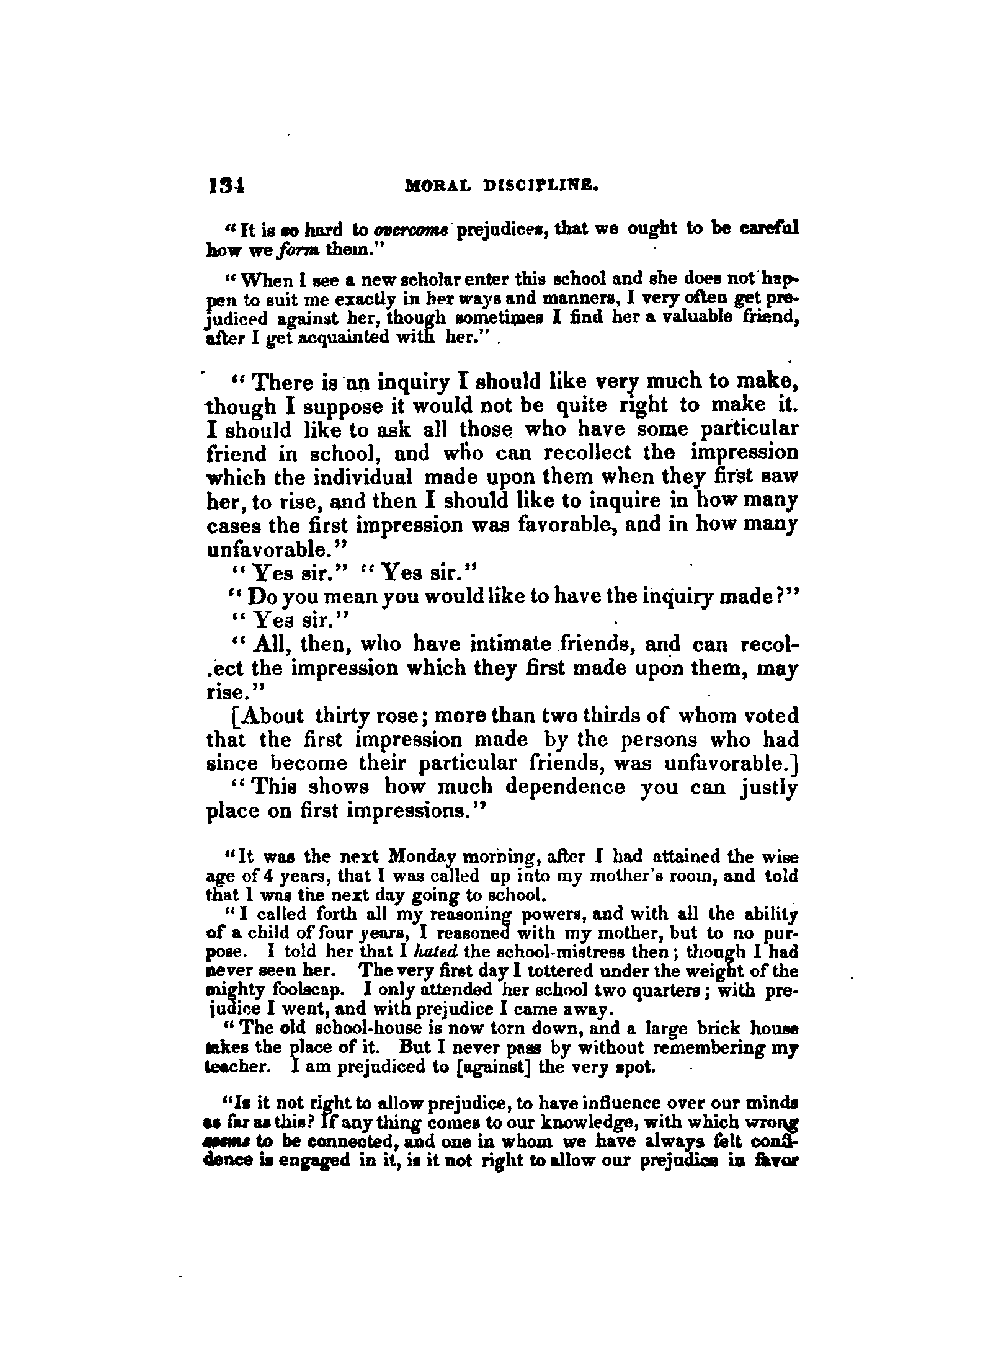 134 MORAL DISCIPLINE.
"It is so hard to overcome prejudices, that we ought to be careful
how we form them."
"When I see a new scholar enter this school and she does not hap-
pen to suit me exactly in her ways and manners, I very often get pre-
judiced against her, though sometimes I find her a valuable friend,
after I get acquainted with her."
"There is an inquiry I should like very much to make,
though I suppose it would not be quite right to make it.
I should like to ask all those who have some particular
friend in school, and who can recollect the impression
which the individual made upon them when they first saw
her, to rise, and then I should like to inquire in how many
cases the first impression was favorable, and in how many
unfavorable."
"Yes sir." "Yes sir."
"Do you mean you would like to have the inquiry made?"
"Yes sir."
"All, then, who have intimate friends, and can recol-
.ect the impression which they first made upon them, may
rise."
[About thirty rose; more than two thirds of whom voted
that the first impression made by the persons who had
since become their particular friends, was unfavorable.]
"This shows how much dependence you can justly
place on first impressions."
"It was the next Monday morning, after I had attained the wise
age of 4 years, that I was called up into my mother's room, and told
that I was the next day going to school.
"I called forth all my reasoning powers, and with all the ability
of a child of four years, I reasoned with my mother, but to no pur-
pose. I told her that I hated the school-mistress then; though I had
never seen her. The very first day I tottered under the weight of the
mighty foolscap. I only attended her school two quarters; with pre-
judice I went, and with prejudice I came away.
"The old school-house is now torn down, and a large brick house
takes the place of it. But I never pass by without remembering my
teacher. I am prejudiced to [against] the very spot.
"Is it not right to allow prejudice, to have influence over our minds
as far as this? If any thing comes to our knowledge, with which wrong
seems to be connected, and one in whom we have always felt confi-
dence is engaged in it, is it not right to allow our prejudice in favor